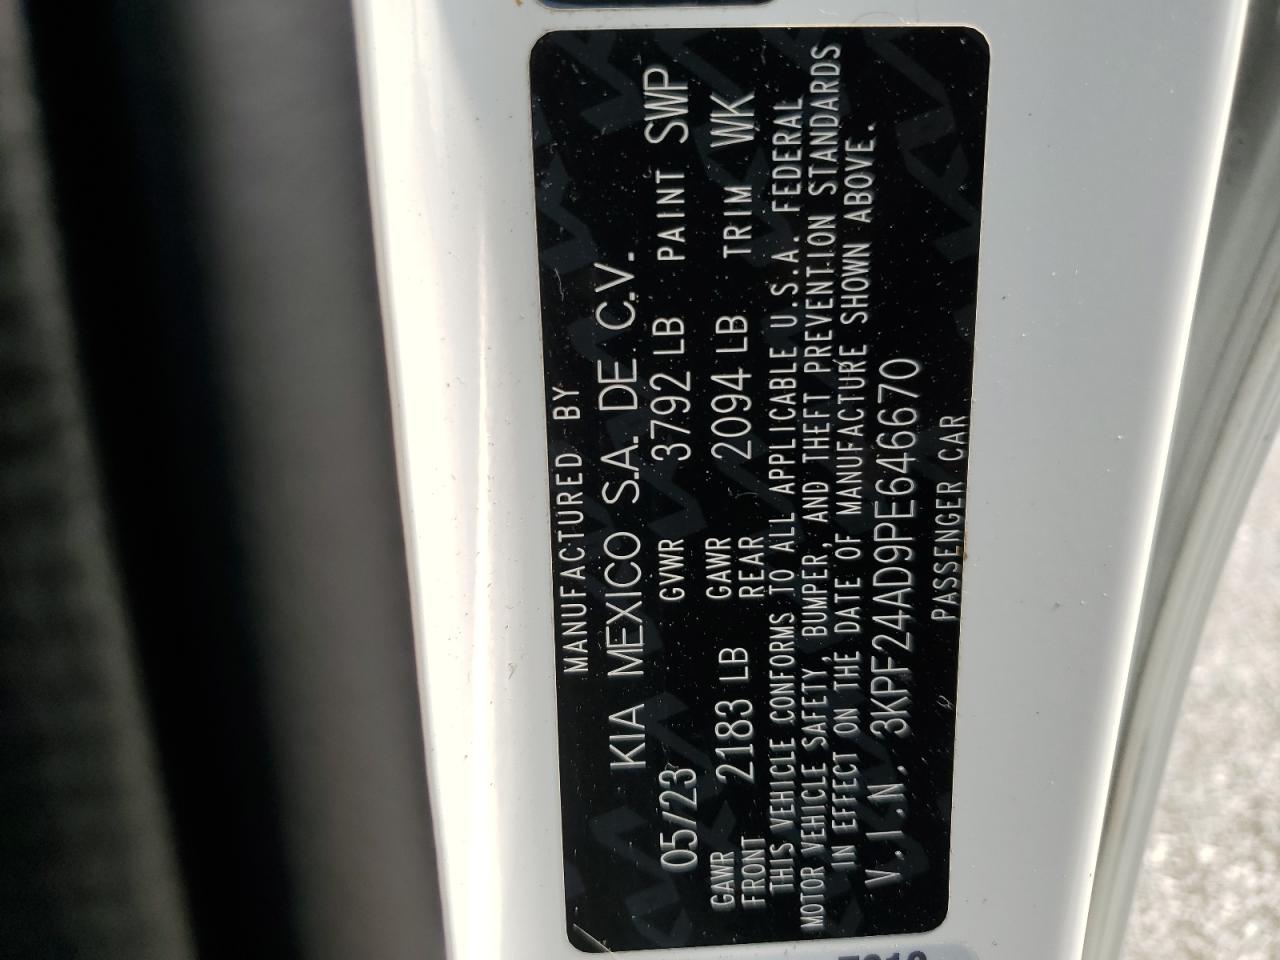 MANUFACTURED BY
KIA MEXICO S.A. DE C.V.
05/23 GVWR 3792 LB PAINT SWP
GAWR FRONT 2183 LB GAWR REAR 2094 LB TRIM WK
THIS VEHICLE CONFORMS TO ALL APPLICABLE U.S.A. FEDERAL
MOTOR VEHICLE SAFETY, BUMPER, AND THEFT PREVENTION STANDARDS
IN EFFECT ON THE DATE OF MANUFACTURE SHOWN ABOVE.
V.I.N. 3KPF24AD9PE646670
PASSENGER CAR